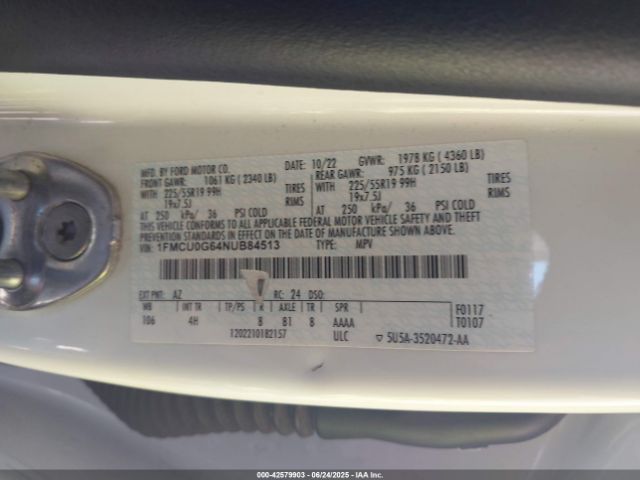 MFD. BY FORD MOTOR CO.
DATE: 10/22 GVWR: 1978 KG ( 4360 LB)
FRONT GAWR: 1061 KG ( 2340 LB) REAR GAWR: 975 KG ( 2150 LB)
WITH 225/55R19 99H TIRES WITH 225/55R19 99H TIRES
19x7.5J RIMS 19x7.5J RIMS
AT 250 kPa/ 36 PSI COLD AT 250 kPa/ 36 PSI COLD
THIS VEHICLE CONFORMS TO ALL APPLICABLE FEDERAL MOTOR VEHICLE SAFETY AND
THEFT PREVENTION STANDARDS IN EFFECT ON THE DATE OF MANUFACTURE SHOWN ABOVE.
VIN: 1FMCU0G64NUB84513 TYPE: MPV
EXT PNT: AZ RC: 24 DSO:
WB INT TR TP/PS R AXLE TR SPR F0117
106 4H 8 81 8 AAAA T0107
1202210182157 ULC 5U5A-3520472-AA
000-42579903 - 06/24/2025 - IAA Inc.